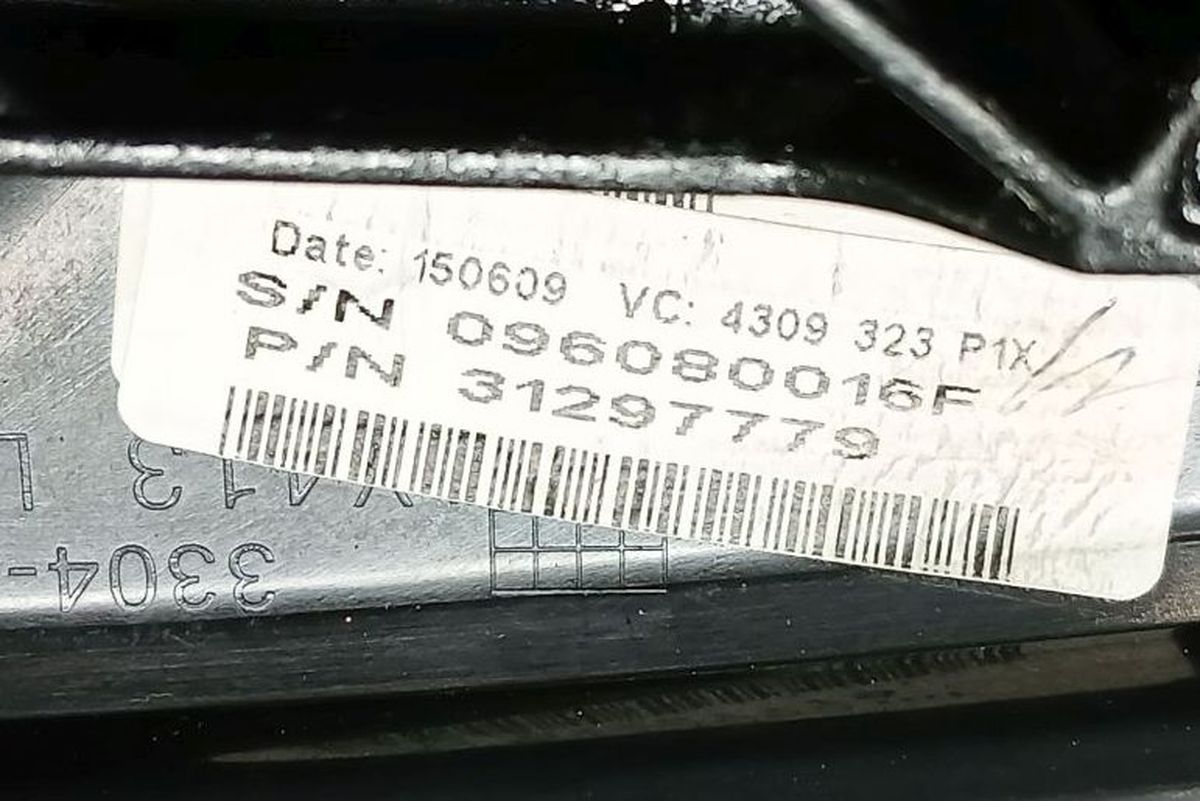 Date: 150609 VC: 4309 323 P1X
S/N 096080016F
P/N 31297779
3304-